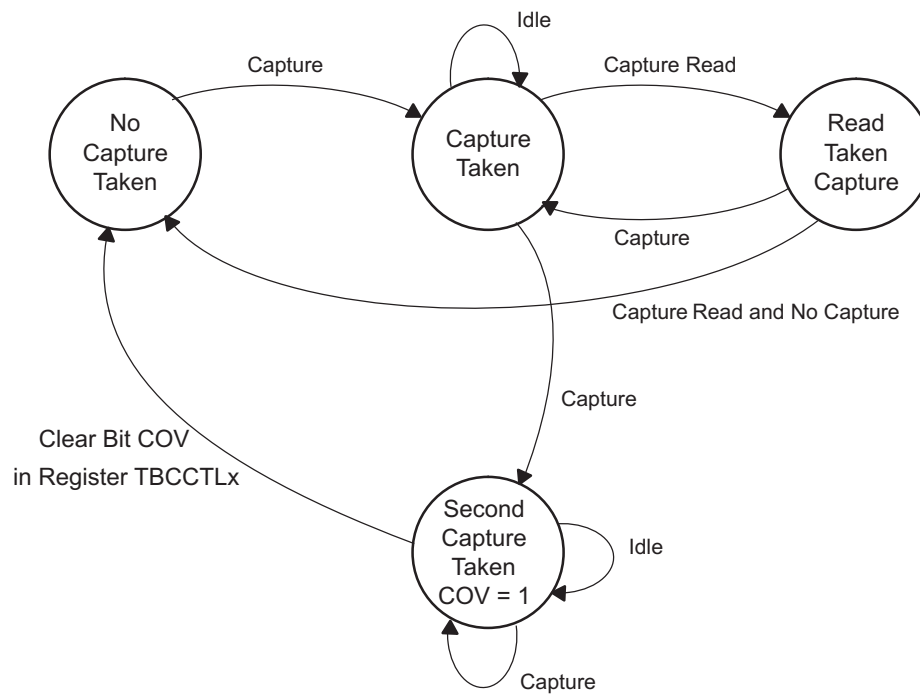 Idle
Capture
Capture Read
No
Capture
Taken
Capture
Taken
Read
Taken
Capture
Capture
Capture Read and No Capture
Capture
Clear Bit COV
in Register TBCCTLx
Second
Capture
Taken
COV = 1
Idle
Capture